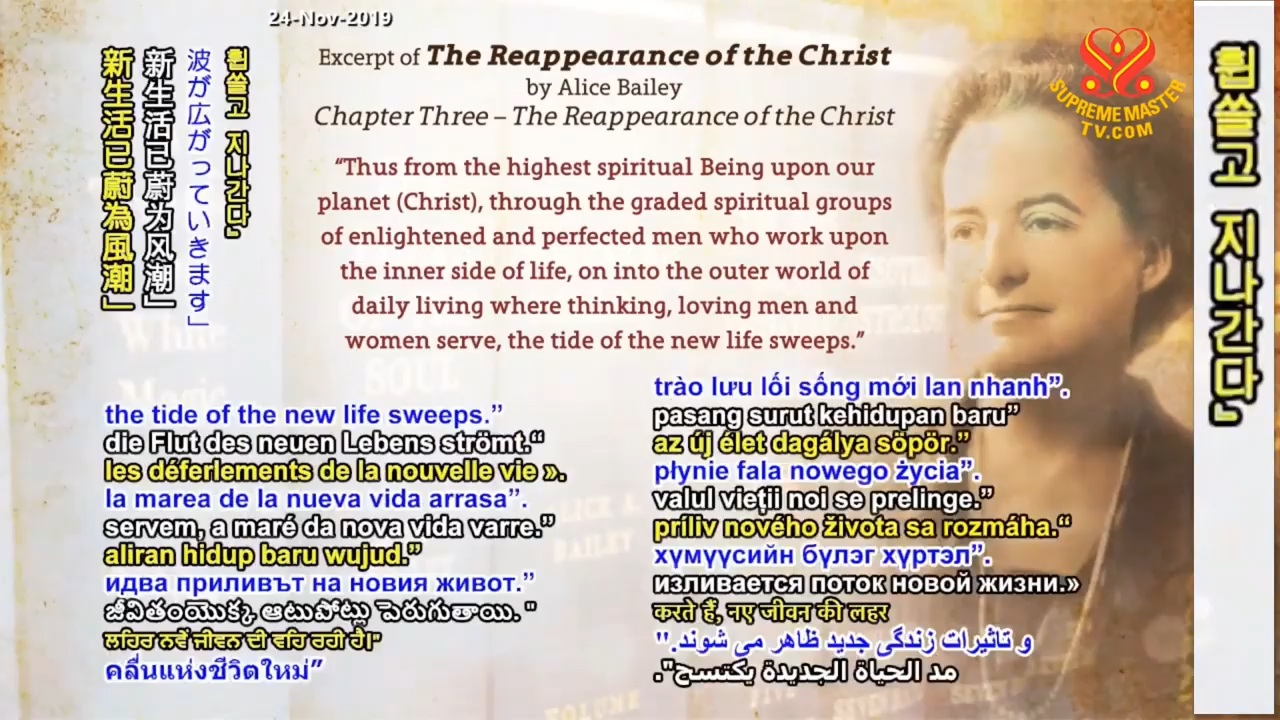 24-Nov-2019
Excerpt of The Reappearance of the Christ
by Alice Bailey
Chapter Three – The Reappearance of the Christ
“Thus from the highest spiritual Being upon our
planet (Christ), through the graded spiritual groups
of enlightened and perfected men who work upon
the inner side of life, on into the outer world of
daily living where thinking, loving men and
women serve, the tide of the new life sweeps.”
SUPREME MASTER
TV.COM
휩쓸고 지나간다』
휩쓸고 지나간다』
波が広がっていきます」
新生活已蔚为风潮」
新生活已蔚為風潮」
the tide of the new life sweeps.”
die Flut des neuen Lebens strömt.“
les déferlements de la nouvelle vie ».
la marea de la nueva vida arrasa”.
servem, a maré da nova vida varre.”
aliran hidup baru wujud.”
идва приливът на новия живот.”
జీవితంయొక్క ఆటుపోట్లు పెరుగుతాయి. "
ਲਹਿਰ ਨਵੇਂ ਜੀਵਨ ਦੀ ਵਹਿ ਰਹੀ ਹੈ।"
คลื่นแห่งชีวิตใหม่”
trào lưu lối sống mới lan nhanh”.
pasang surut kehidupan baru”
az új élet dagálya söpör.”
płynie fala nowego życia”.
valul vieții noi se prelinge.”
príliv nového života sa rozmáha.“
хүмүүсийн бүлэг хүртэл”.
изливается поток новой жизни.»
करते हैं, नए जीवन की लहर
و تاثیرات زندگی جدید ظاهر می شوند."
مد الحياة الجديدة يكتسح".
White
Magic
SOUL
ALICE A.
BAILEY
VOLUME